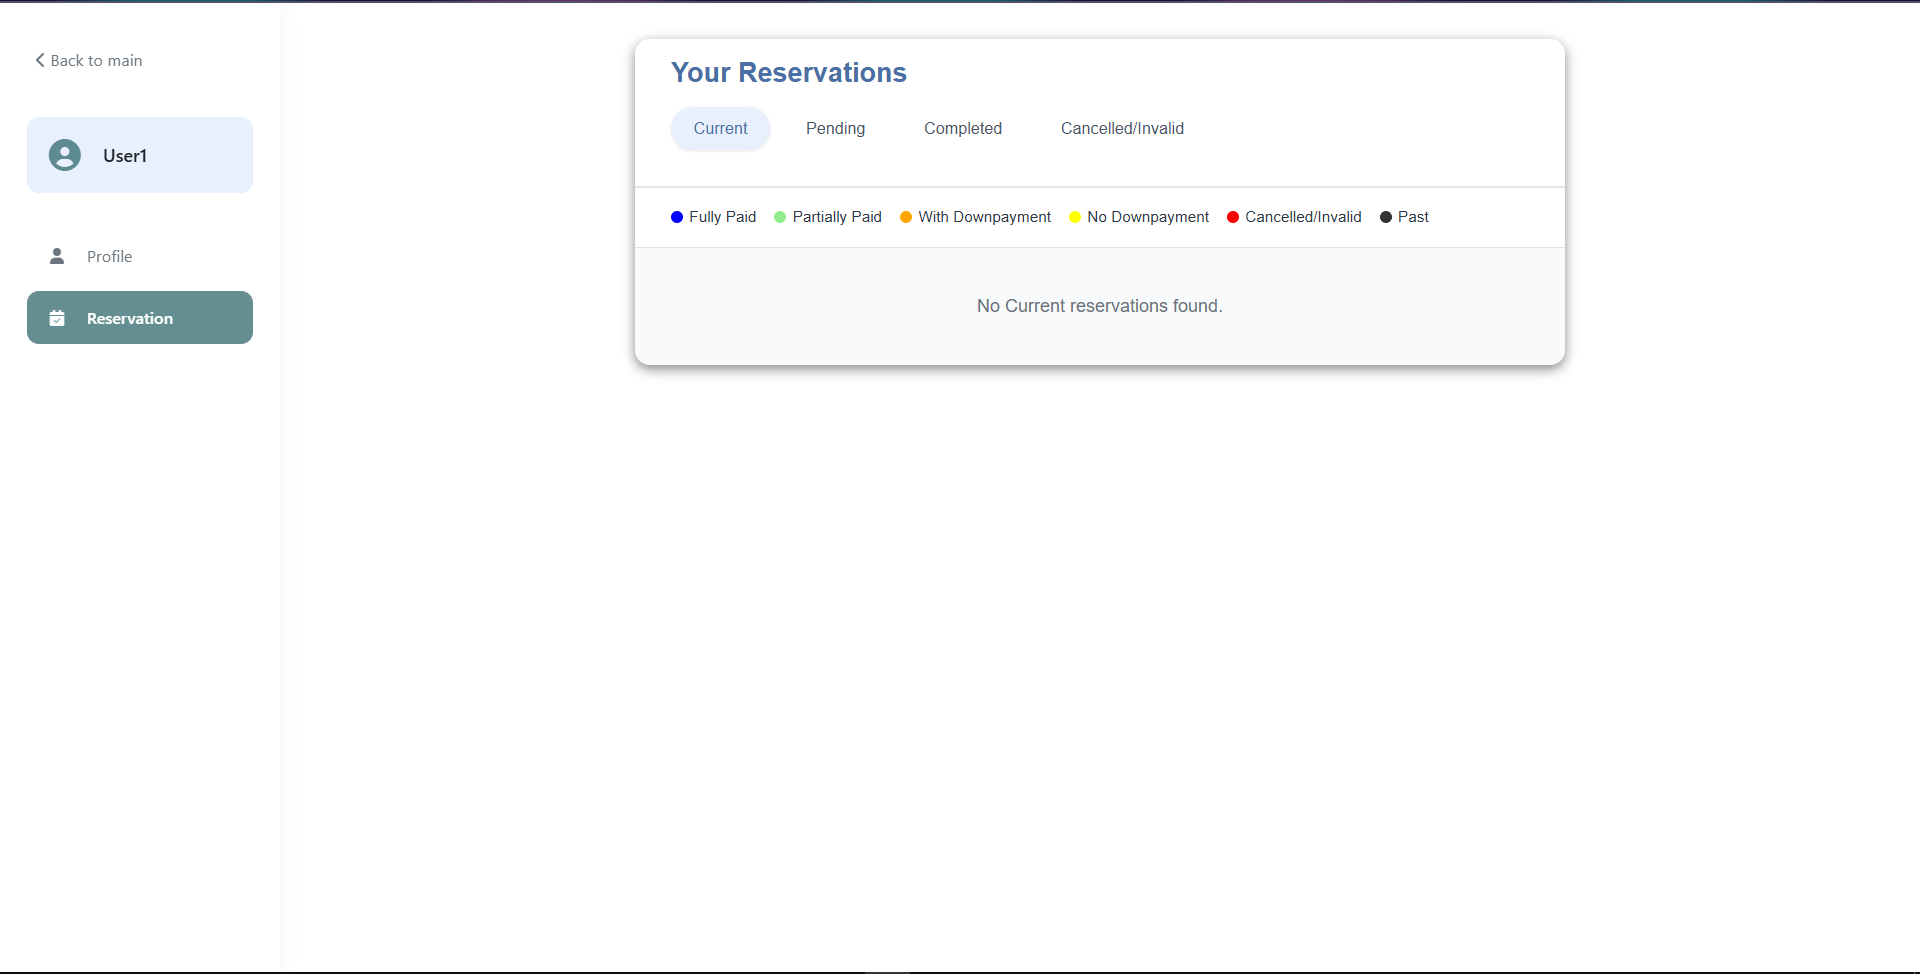 Back to main
User1
Profile
Reservation
Your Reservations
Current Pending Completed Cancelled/Invalid
Fully Paid Partially Paid With Downpayment No Downpayment Cancelled/Invalid Past
No Current reservations found.